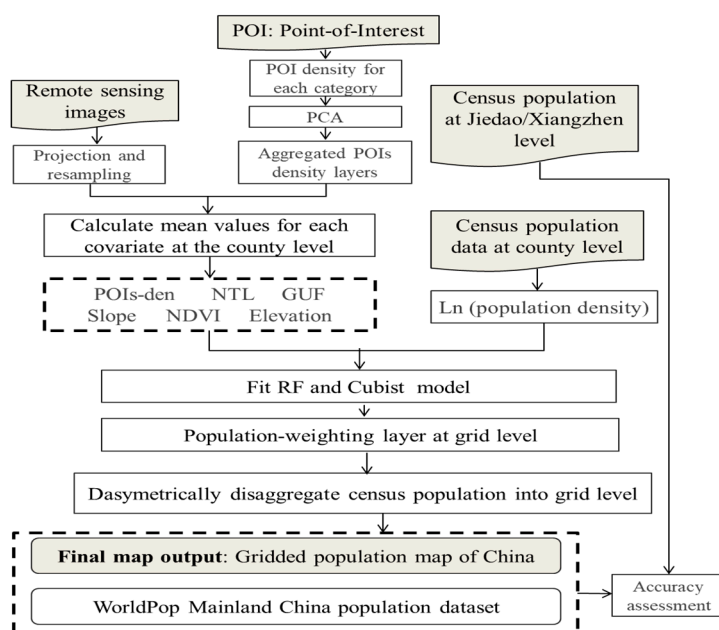 POI: Point-of-Interest
POI density for
each category
PCA
Aggregated POIs
density layers
Remote sensing
images
Projection and
resampling
Census population
at Jiedao/Xiangzhen
level
Calculate mean values for each
covariate at the county level
Census population
data at county level
POIs-den NTL GUF
Slope NDVI Elevation
Ln (population density)
Fit RF and Cubist model
Population-weighting layer at grid level
Dasymetrically disaggregate census population into grid level
Final map output: Gridded population map of China
WorldPop Mainland China population dataset
Accuracy
assessment